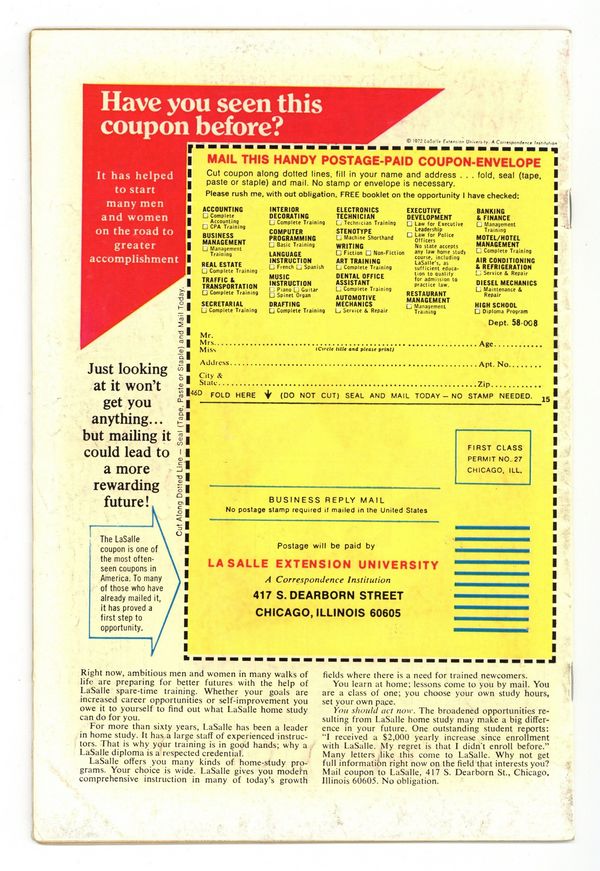 Have you seen this
coupon before?
© 1972 LaSalle Extension University. A Correspondence Institution
It has helped
to start
many men
and women
on the road to
greater
accomplishment
Just looking
at it won't
get you
anything...
but mailing it
could lead to
a more
rewarding
future!
The LaSalle
coupon is one of
the most often-
seen coupons in
America. To many
of those who have
already mailed it,
it has proved a
first step to
opportunity.
Cut Along Dotted Line — Seal (Tape, Paste or Staple) and Mail Today.
MAIL THIS HANDY POSTAGE-PAID COUPON-ENVELOPE
Cut coupon along dotted lines, fill in your name and address . . . fold, seal (tape,
paste or staple) and mail. No stamp or envelope is necessary.
Please rush me, with out obligation, FREE booklet on the opportunity I have checked:
ACCOUNTING
Complete
Accounting
CPA Training
BUSINESS
MANAGEMENT
Management
Training
REAL ESTATE
Complete Training
TRAFFIC &
TRANSPORTATION
Complete Training
SECRETARIAL
Complete Training
INTERIOR
DECORATING
Complete Training
COMPUTER
PROGRAMMING
Basic Training
LANGUAGE
INSTRUCTION
French Spanish
MUSIC
INSTRUCTION
Piano Guitar
Spinet Organ
DRAFTING
Complete Training
ELECTRONICS
TECHNICIAN
Technician Training
STENOTYPE
Machine Shorthand
WRITING
Fiction Non-Fiction
ART TRAINING
Complete Training
DENTAL OFFICE
ASSISTANT
Complete Training
AUTOMOTIVE
MECHANICS
Service & Repair
EXECUTIVE
DEVELOPMENT
Law for Executive
Leadership
Law for Police
Officers
No state accepts
any law home study
course, including
LaSalle's, as
sufficient educa-
tion to qualify
for admission to
practice law.
RESTAURANT
MANAGEMENT
Management
Training
BANKING
& FINANCE
Management
Training
MOTEL/HOTEL
MANAGEMENT
Complete Training
AIR CONDITIONING
& REFRIGERATION
Service & Repair
DIESEL MECHANICS
Maintenance &
Repair
HIGH SCHOOL
Diploma Program
Dept. 58-008
Mr.
Mrs. Age
Miss (Circle title and please print)
Address Apt. No.
City &
State Zip
46D FOLD HERE (DO NOT CUT) SEAL AND MAIL TODAY — NO STAMP NEEDED. 15
FIRST CLASS
PERMIT NO. 27
CHICAGO, ILL.
BUSINESS REPLY MAIL
No postage stamp required if mailed in the United States
Postage will be paid by
LA SALLE EXTENSION UNIVERSITY
A Correspondence Institution
417 S. DEARBORN STREET
CHICAGO, ILLINOIS 60605
Right now, ambitious men and women in many walks of
life are preparing for better futures with the help of
LaSalle spare-time training. Whether your goals are
increased career opportunities or self-improvement you
owe it to yourself to find out what LaSalle home study
can do for you.
For more than sixty years, LaSalle has been a leader
in home study. It has a large staff of experienced instruc-
tors. That is why your training is in good hands; why a
LaSalle diploma is a respected credential.
LaSalle offers you many kinds of home-study pro-
grams. Your choice is wide. LaSalle gives you modern
comprehensive instruction in many of today's growth
fields where there is a need for trained newcomers.
You learn at home; lessons come to you by mail. You
are a class of one; you choose your own study hours,
set your own pace.
You should act now. The broadened opportunities re-
sulting from LaSalle home study may make a big differ-
ence in your future. One outstanding student reports:
"I received a $2,000 yearly increase since enrollment
with LaSalle. My regret is that I didn't enroll before."
Many letters like this come to LaSalle. Why not get
full information right now on the field that interests you?
Mail coupon to LaSalle, 417 S. Dearborn St., Chicago,
Illinois 60605. No obligation.